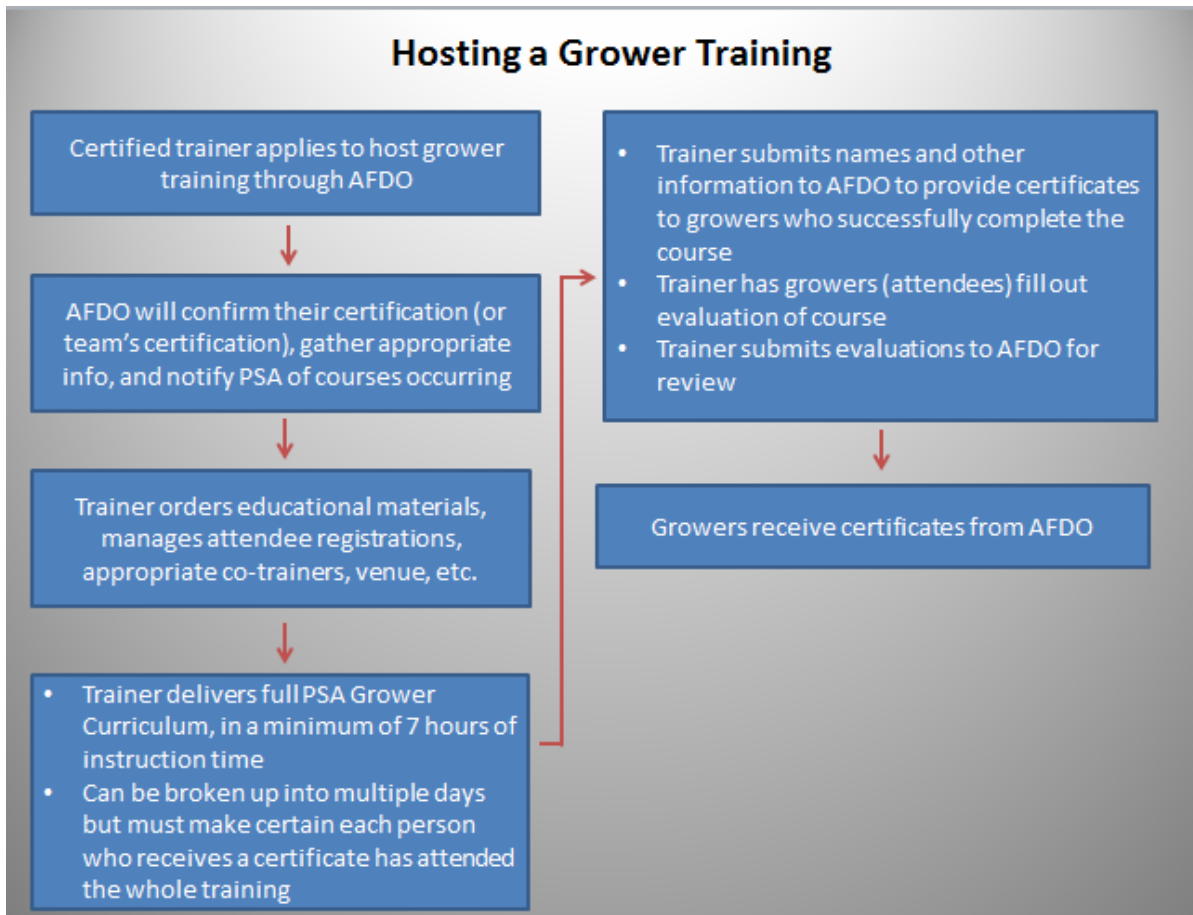 Hosting a Grower Training
Certified trainer applies to host grower
training through AFDO
AFDO will confirm their certification (or
team's certification), gather appropriate
info, and notify PSA of courses occurring
Trainer orders educational materials,
manages attendee registrations,
appropriate co-trainers, venue, etc.
• Trainer delivers full PSA Grower
Curriculum, in a minimum of 7 hours of
instruction time
• Can be broken up into multiple days
but must make certain each person
who receives a certificate has attended
the whole training
• Trainer submits names and other
information to AFDO to provide certificates
to growers who successfully complete the
course
• Trainer has growers (attendees) fill out
evaluation of course
• Trainer submits evaluations to AFDO for
review
Growers receive certificates from AFDO